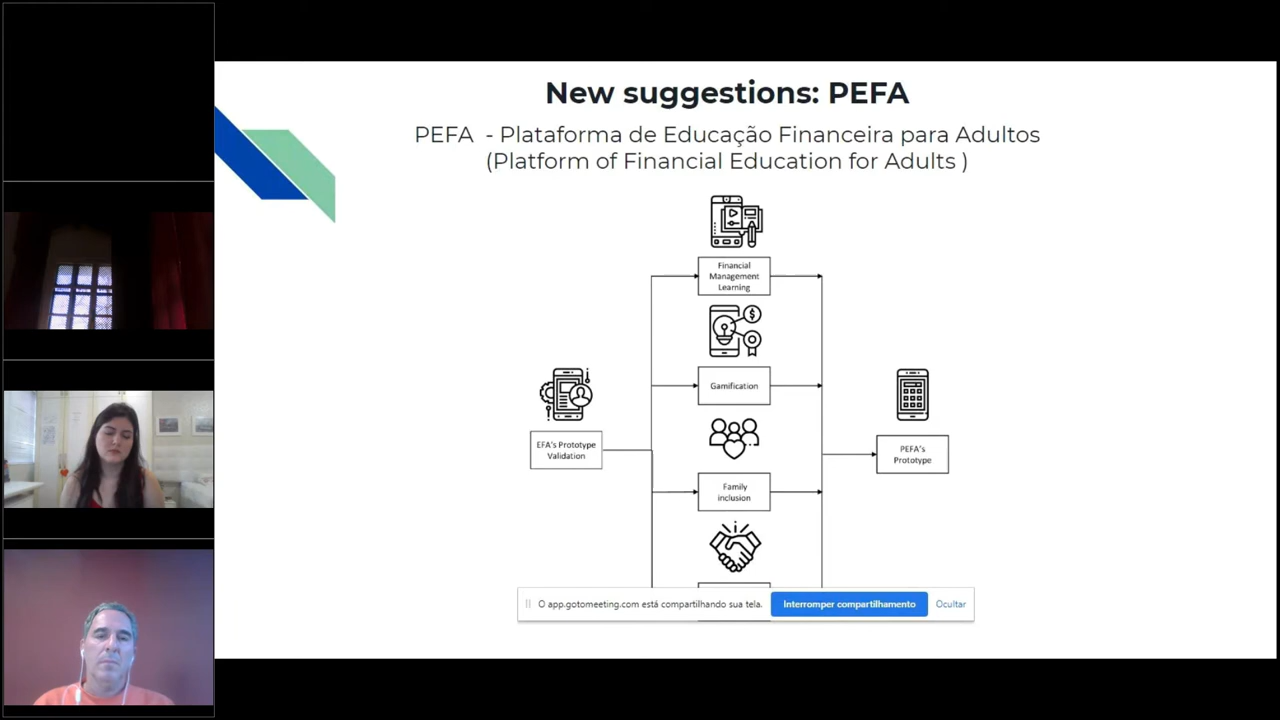 New suggestions: PEFA
PEFA - Plataforma de Educação Financeira para Adultos
(Platform of Financial Education for Adults )
Financial
Management
Learning
Gamification
EFA's Prototype
Validation
PEFA's
Prototype
Family
inclusion
O app.gotomeeting.com está compartilhando sua tela.
Interromper compartilhamento
Ocultar